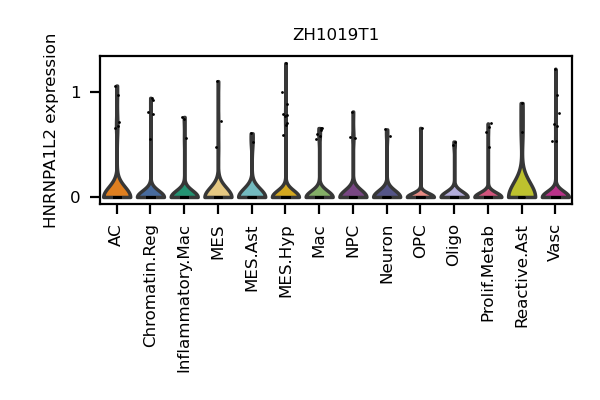 ZH1019T1
HNRNPA1L2 expression
1
0
AC
Chromatin.Reg
Inflammatory.Mac
MES
MES.Ast
MES.Hyp
Mac
NPC
Neuron
OPC
Oligo
Prolif.Metab
Reactive.Ast
Vasc